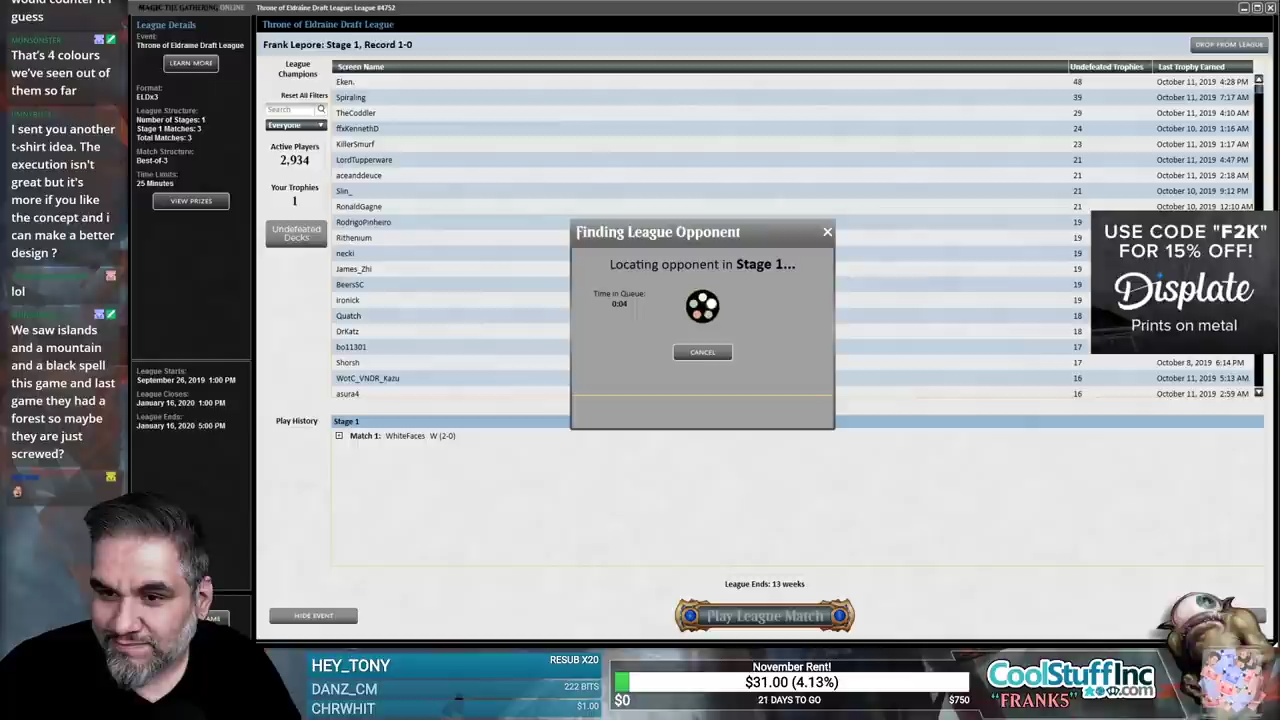 MAGIC THE GATHERING ONLINE
Throne of Eldraine Draft League: League #4752
would counter it I
guess
MONSONSTER
That's 4 colours
we've seen out of
them so far
I sent you another
t-shirt idea. The
execution isn't
great but it's
more if you like
the concept and i
can make a better
design ?
lol
We saw islands
and a mountain
and a black spell
this game and last
game they had a
forest so maybe
they are just
screwed?
League Details
Event:
Throne of Eldraine Draft League
LEARN MORE
Format:
ELDx3
League Structure:
Number of Stages: 1
Stage 1 Matches: 3
Total Matches: 3
Match Structure:
Best-of-3
Time Limits:
25 Minutes
VIEW PRIZES
League Starts:
September 26, 2019 1:00 PM
League Closes:
January 16, 2020 1:00 PM
League Ends:
January 16, 2020 5:00 PM
Throne of Eldraine Draft League
Frank Lepore: Stage 1, Record 1-0
DROP FROM LEAGUE
League
Champions
Reset All Filters
Search
Everyone
Active Players
2,934
Your Trophies
1
Undefeated
Decks
Screen Name Undefeated Trophies Last Trophy Earned
Eken. 48 October 11, 2019 4:28 PM
Spiraling 39 October 11, 2019 7:17 AM
TheCoddler 29 October 11, 2019 4:10 AM
ffxKennethD 24 October 10, 2019 1:16 AM
KillerSmurf 23 October 11, 2019 1:17 AM
LordTupperware 21 October 11, 2019 4:47 PM
aceanddeuce 21 October 11, 2019 2:18 AM
Slin_ 21 October 10, 2019 9:12 PM
RonaldGagne 21 October 10, 2019 12:10 AM
RodrigoPinheiro 19
Rithenium 19
necki 19
James_Zhi 19
BeersSC 19
ironick 19
Quatch 18
DrKatz 18
bo11301 17
Shorsh 17 October 8, 2019 6:14 PM
WotC_VNDR_Kazu 16 October 11, 2019 5:13 AM
asura4 16 October 11, 2019 2:59 AM
Finding League Opponent
Locating opponent in Stage 1...
Time in Queue:
0:04
CANCEL
USE CODE "F2K"
FOR 15% OFF!
Displate
Prints on metal
Play History
Stage 1
Match 1: WhiteFaces W (2-0)
League Ends: 13 weeks
HIDE EVENT
Play League Match
HEY_TONY RESUB X20
DANZ_CM 222 BITS
CHRWHIT $1.00
November Rent!
$31.00 (4.13%)
$0 21 DAYS TO GO $750
CoolStuffInc
.com
"FRANK5"